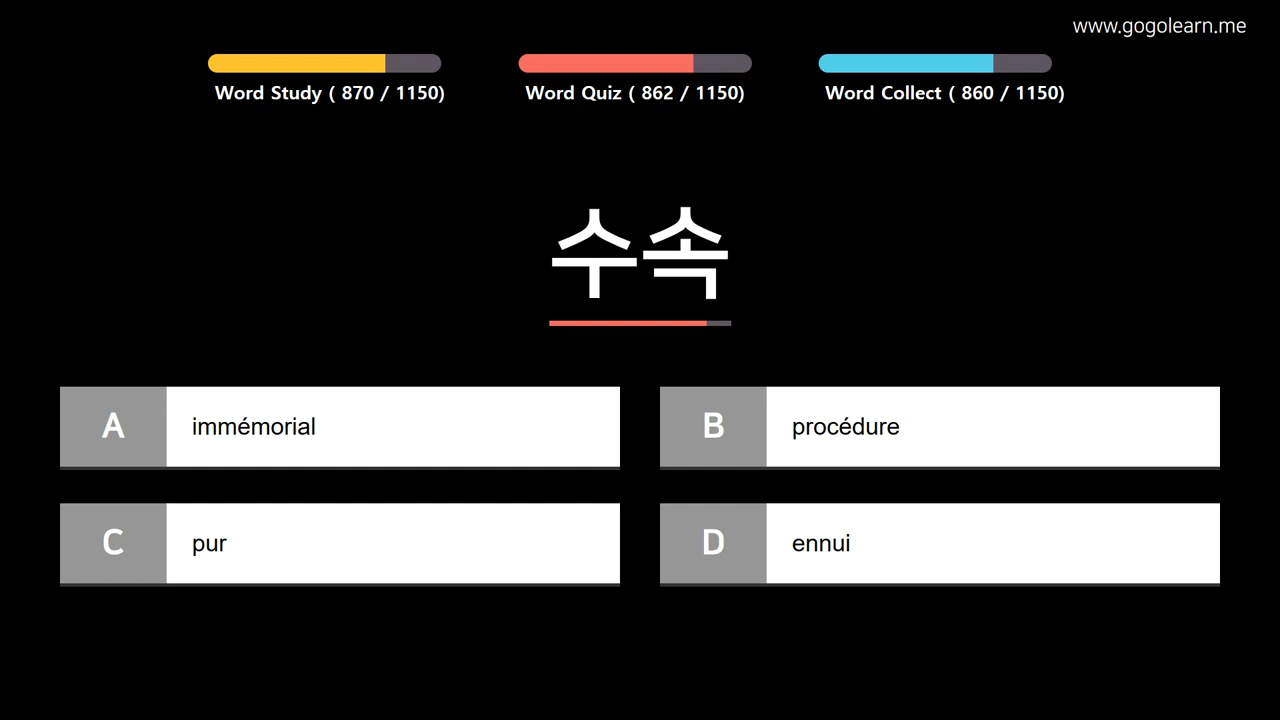 www.gogolearn.me
Word Study ( 870 / 1150)
Word Quiz ( 862 / 1150)
Word Collect ( 860 / 1150)
수속
A immémorial
B procédure
C pur
D ennui